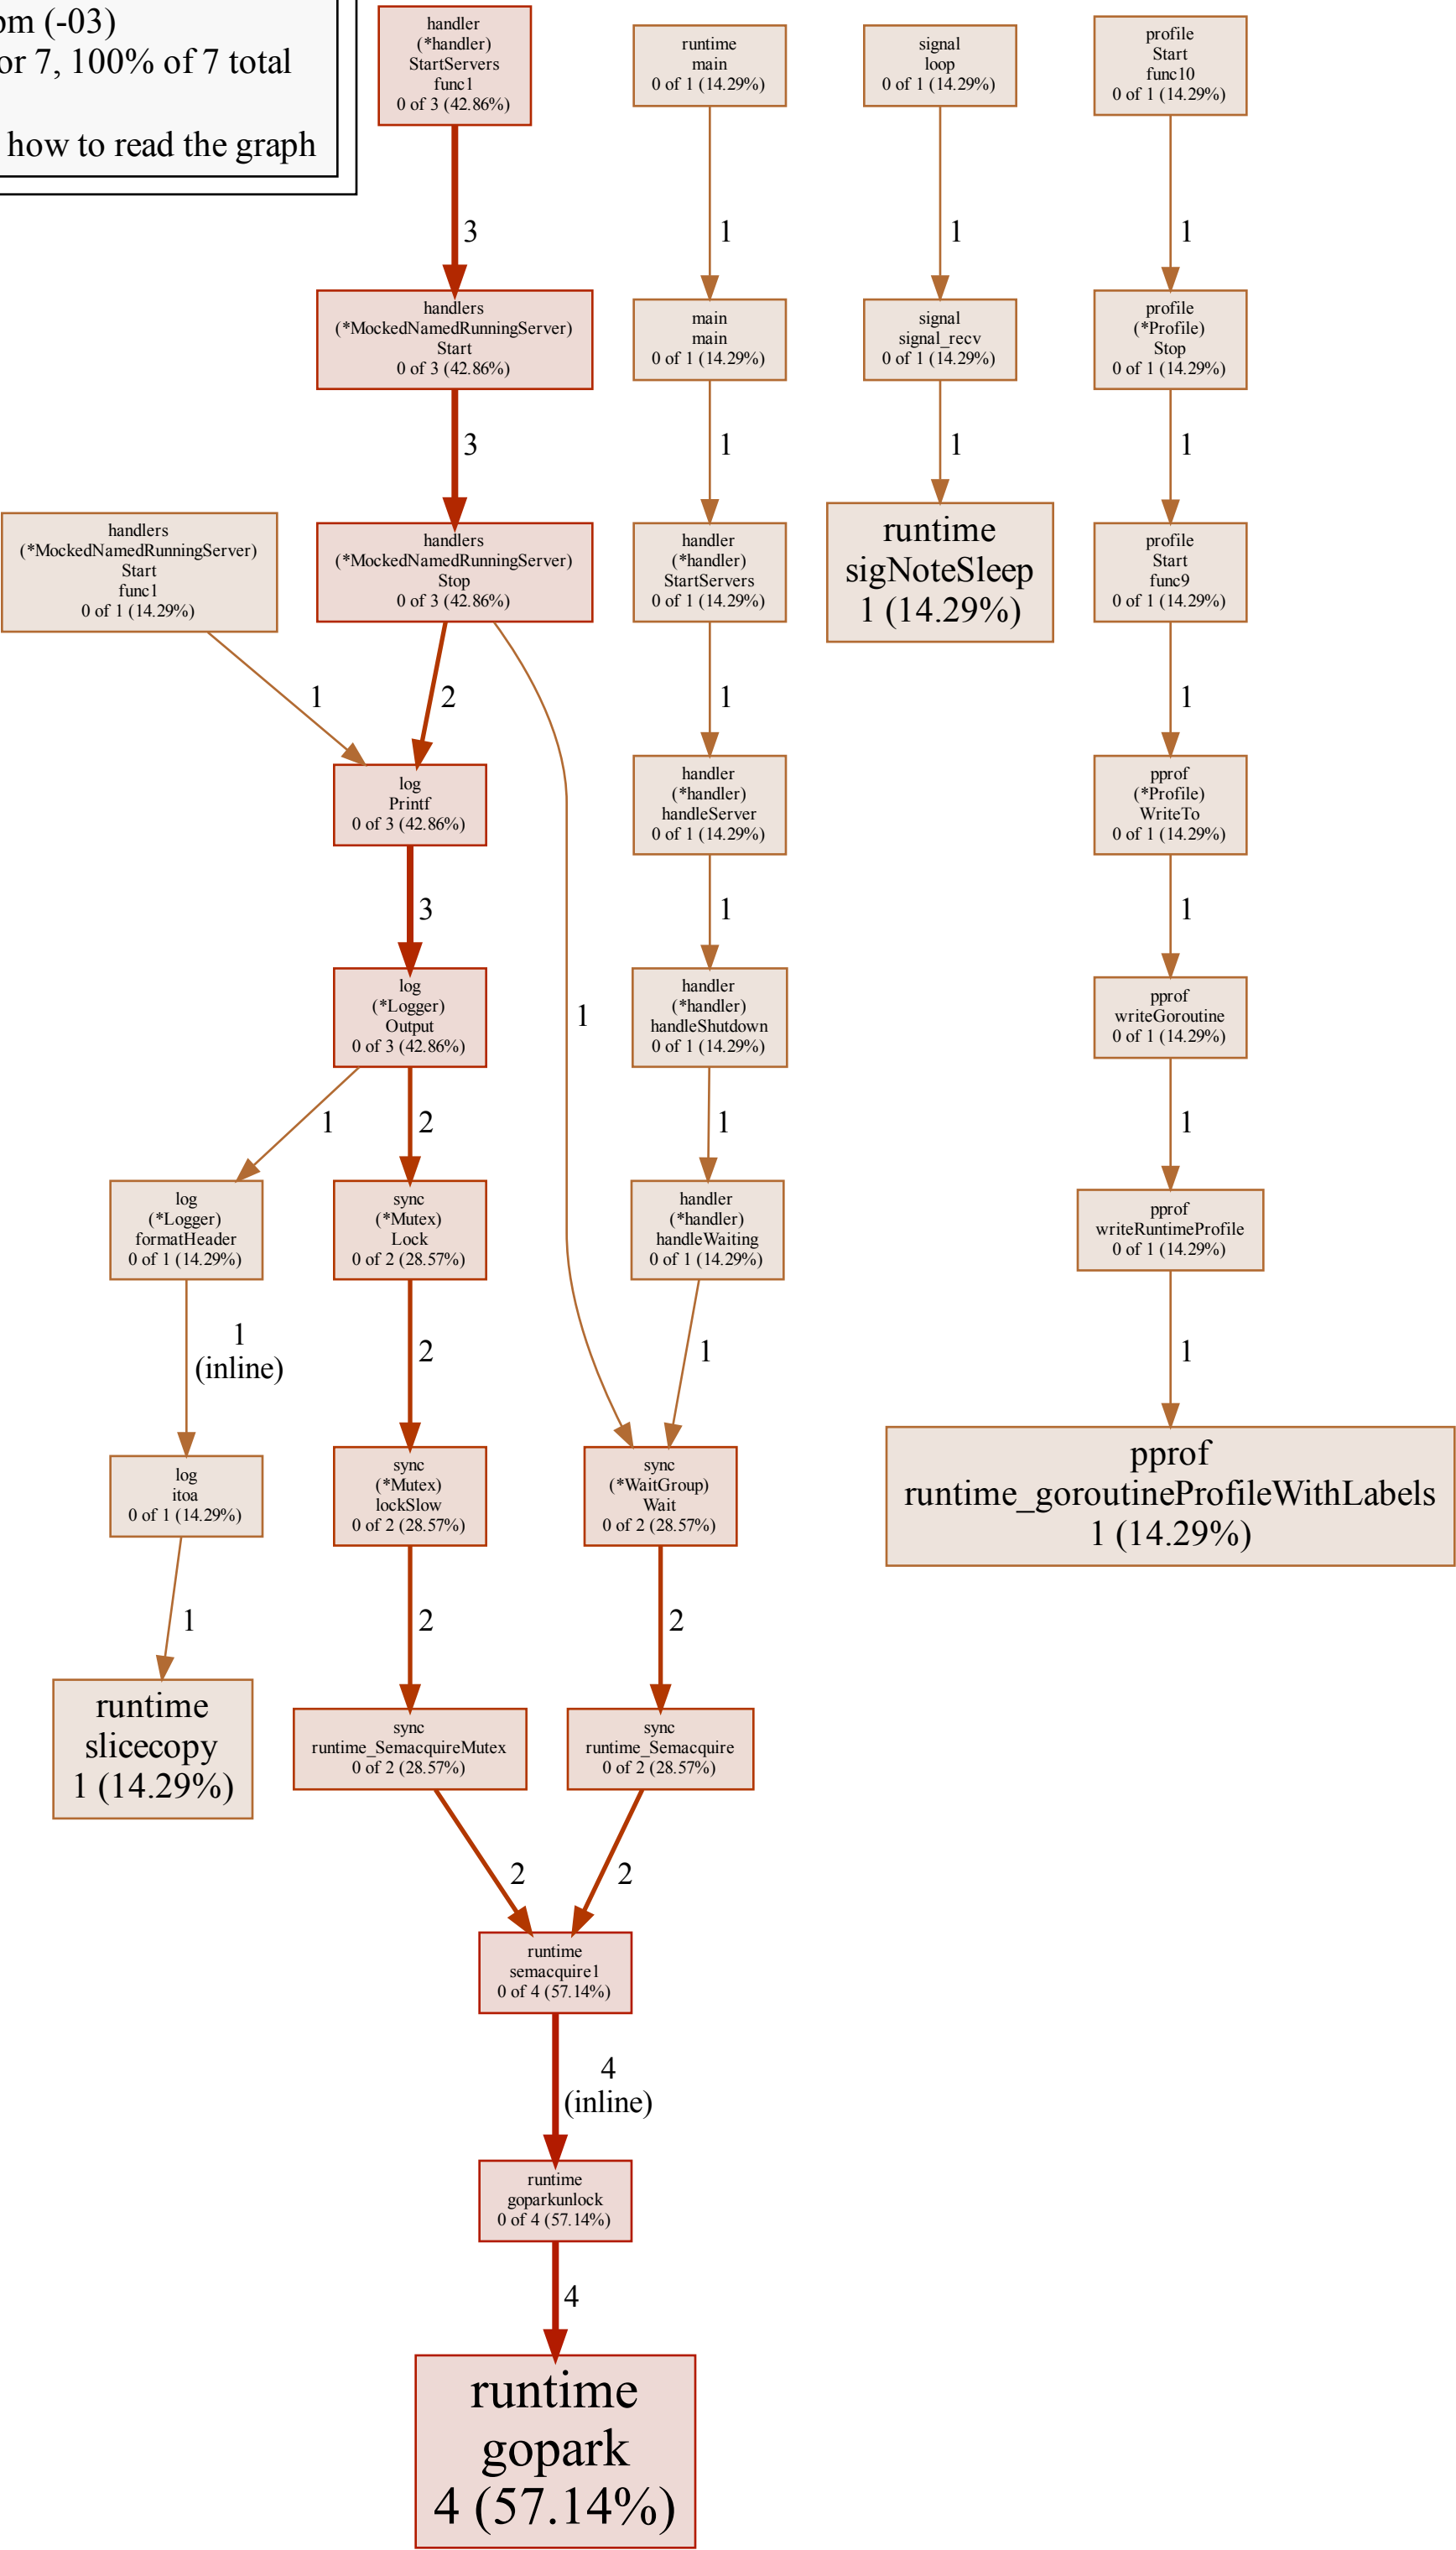 pm (-03)
or 7, 100% of 7 total
how to read the graph
handler
(*handler)
StartServers
func1
0 of 3 (42.86%)
runtime
main
0 of 1 (14.29%)
signal
loop
0 of 1 (14.29%)
profile
Start
func10
0 of 1 (14.29%)
3
1
1
1
handlers
(*MockedNamedRunningServer)
Start
0 of 3 (42.86%)
main
main
0 of 1 (14.29%)
signal
signal_recv
0 of 1 (14.29%)
profile
(*Profile)
Stop
0 of 1 (14.29%)
3
1
1
1
handlers
(*MockedNamedRunningServer)
Start
func1
0 of 1 (14.29%)
handlers
(*MockedNamedRunningServer)
Stop
0 of 3 (42.86%)
handler
(*handler)
StartServers
0 of 1 (14.29%)
runtime
sigNoteSleep
1 (14.29%)
profile
Start
func9
0 of 1 (14.29%)
1
2
1
1
log
Printf
0 of 3 (42.86%)
handler
(*handler)
handleServer
0 of 1 (14.29%)
pprof
(*Profile)
WriteTo
0 of 1 (14.29%)
3
1
1
1
log
(*Logger)
Output
0 of 3 (42.86%)
handler
(*handler)
handleShutdown
0 of 1 (14.29%)
pprof
writeGoroutine
0 of 1 (14.29%)
1
2
1
1
log
(*Logger)
formatHeader
0 of 1 (14.29%)
sync
(*Mutex)
Lock
0 of 2 (28.57%)
handler
(*handler)
handleWaiting
0 of 1 (14.29%)
pprof
writeRuntimeProfile
0 of 1 (14.29%)
1
(inline)
2
1
1
log
itoa
0 of 1 (14.29%)
sync
(*Mutex)
lockSlow
0 of 2 (28.57%)
sync
(*WaitGroup)
Wait
0 of 2 (28.57%)
pprof
runtime_goroutineProfileWithLabels
1 (14.29%)
1
2
2
runtime
slicecopy
1 (14.29%)
sync
runtime_SemacquireMutex
0 of 2 (28.57%)
sync
runtime_Semacquire
0 of 2 (28.57%)
2
2
runtime
semacquire1
0 of 4 (57.14%)
4
(inline)
runtime
goparkunlock
0 of 4 (57.14%)
4
runtime
gopark
4 (57.14%)